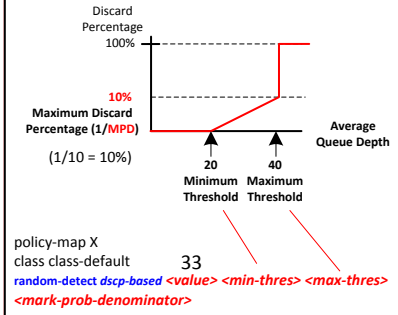 Discard
Percentage
100%
10%
Maximum Discard
Percentage (1/MPD)
(1/10 = 10%)
Average
Queue Depth
20
Minimum
Threshold
40
Maximum
Threshold
policy-map X
class class-default
33
random-detect dscp-based <value> <min-thres> <max-thres>
<mark-prob-denominator>